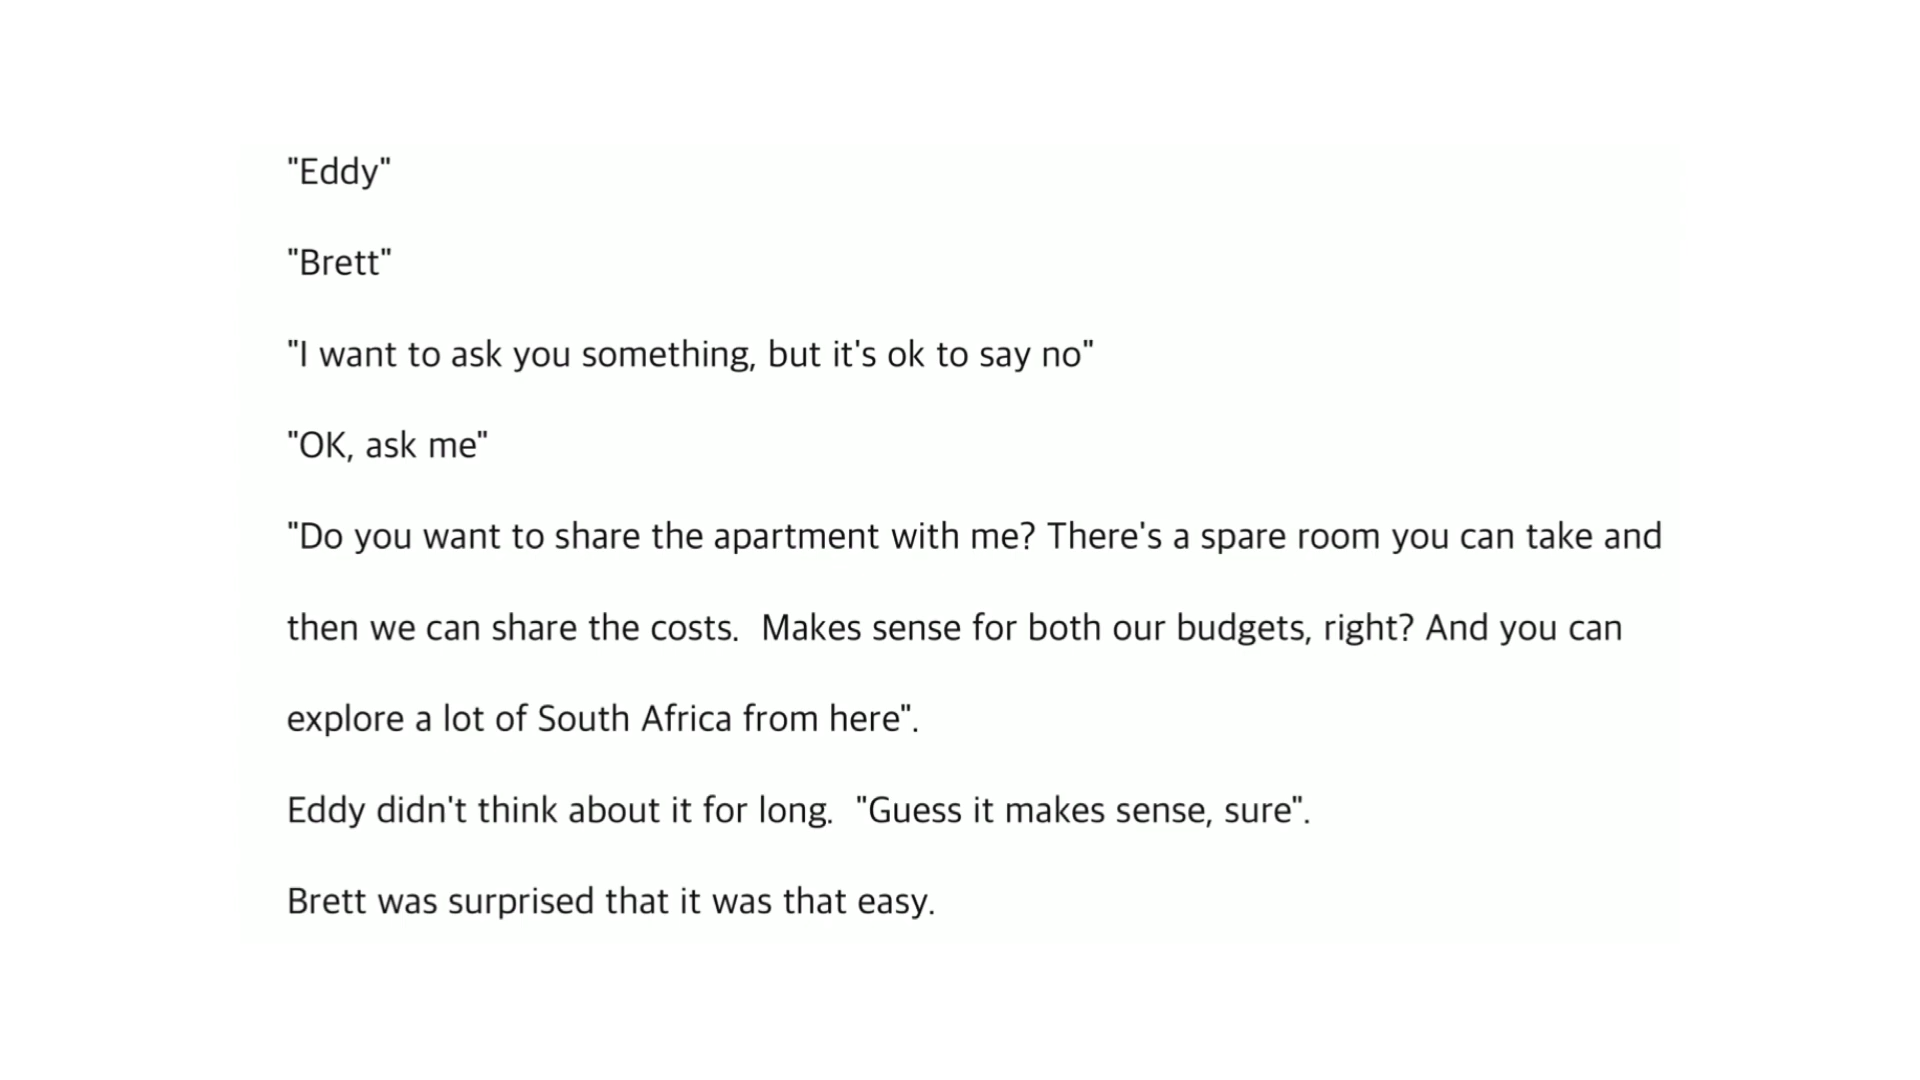 "Eddy"
"Brett"
"I want to ask you something, but it's ok to say no"
"OK, ask me"
"Do you want to share the apartment with me? There's a spare room you can take and
then we can share the costs.  Makes sense for both our budgets, right? And you can
explore a lot of South Africa from here".
Eddy didn't think about it for long.  "Guess it makes sense, sure".
Brett was surprised that it was that easy.